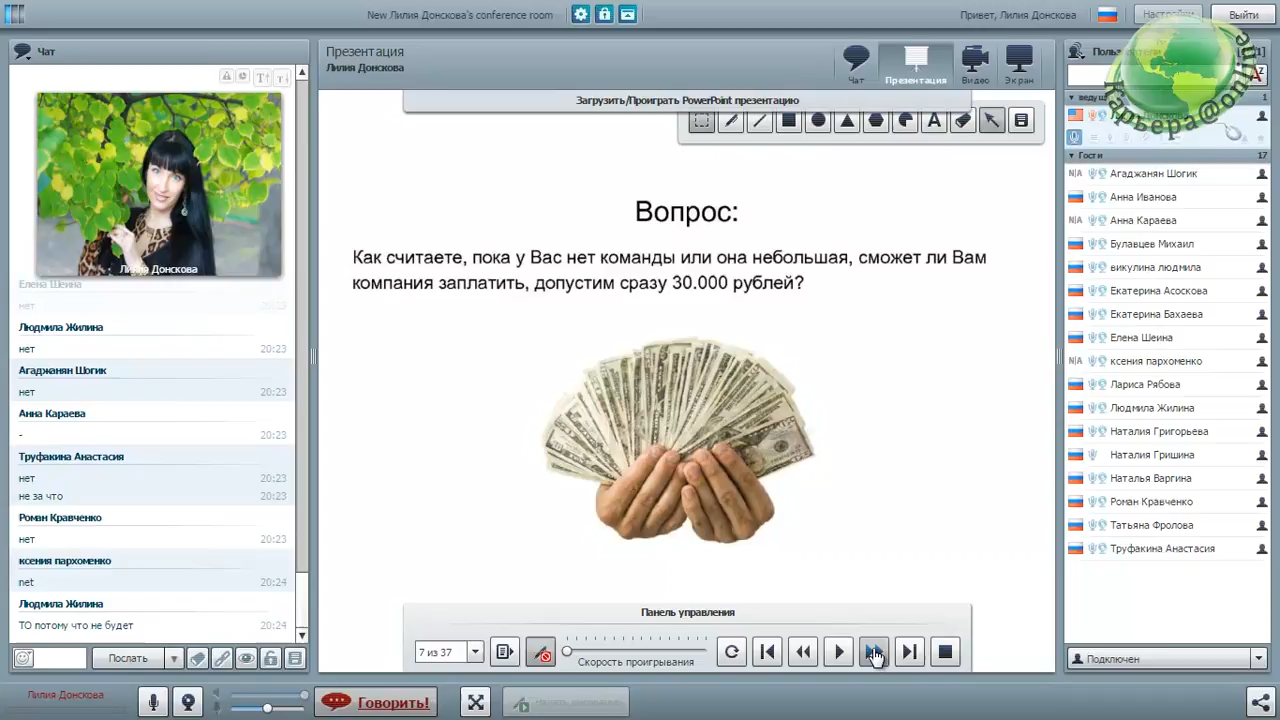 New Лилия Донскова's conference room
Привет, Лилия Донскова
Настройки
Выйти
Чат
Лилия Донскова
Елена Шеина
нет 20:23
Людмила Жилина
нет 20:23
Агаджанян Шогик
нет 20:23
Анна Караева
- 20:23
Труфакина Анастасия
нет 20:23
не за что 20:23
Роман Кравченко
нет 20:23
ксения пархоменко
net 20:24
Людмила Жилина
ТО потому что не будет 20:24
Послать
Презентация
Лилия Донскова
Чат
Презентация
Видео
Экран
Загрузить/Проиграть PowerPoint презентацию
Вопрос:
Как считаете, пока у Вас нет команды или она небольшая, сможет ли Вам
компания заплатить, допустим сразу 30.000 рублей?
Панель управления
7 из 37
Скорость проигрывания
карьера@online
Гости 17
N/A Агаджанян Шогик
Анна Иванова
N/A Анна Караева
Булавцев Михаил
викулина людмила
Екатерина Асоскова
Екатерина Бахаева
Елена Шеина
N/A ксения пархоменко
Лариса Рябова
Людмила Жилина
Наталия Григорьева
Наталия Гришина
Наталья Варгина
Роман Кравченко
Татьяна Фролова
Труфакина Анастасия
Подключен
Лилия Донскова
Говорить!